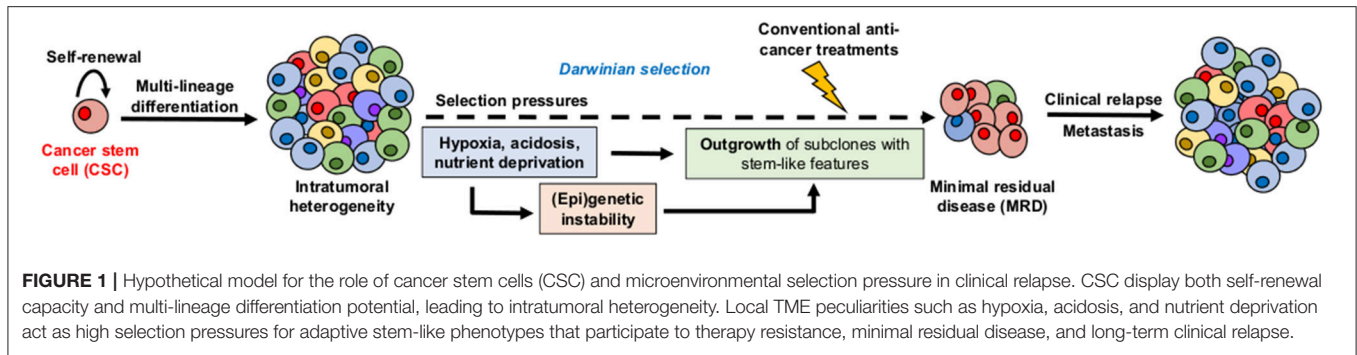 Self-renewal
Multi-lineage
differentiation
Cancer stem
cell (CSC)
Intratumoral
heterogeneity
Darwinian selection
Selection pressures
Hypoxia, acidosis,
nutrient deprivation
(Epi)genetic
instability
Conventional anti-
cancer treatments
Outgrowth of subclones with
stem-like features
Minimal residual
disease (MRD)
Clinical relapse
Metastasis
FIGURE 1 | Hypothetical model for the role of cancer stem cells (CSC) and microenvironmental selection pressure in clinical relapse. CSC display both self-renewal
capacity and multi-lineage differentiation potential, leading to intratumoral heterogeneity. Local TME peculiarities such as hypoxia, acidosis, and nutrient deprivation
act as high selection pressures for adaptive stem-like phenotypes that participate to therapy resistance, minimal residual disease, and long-term clinical relapse.